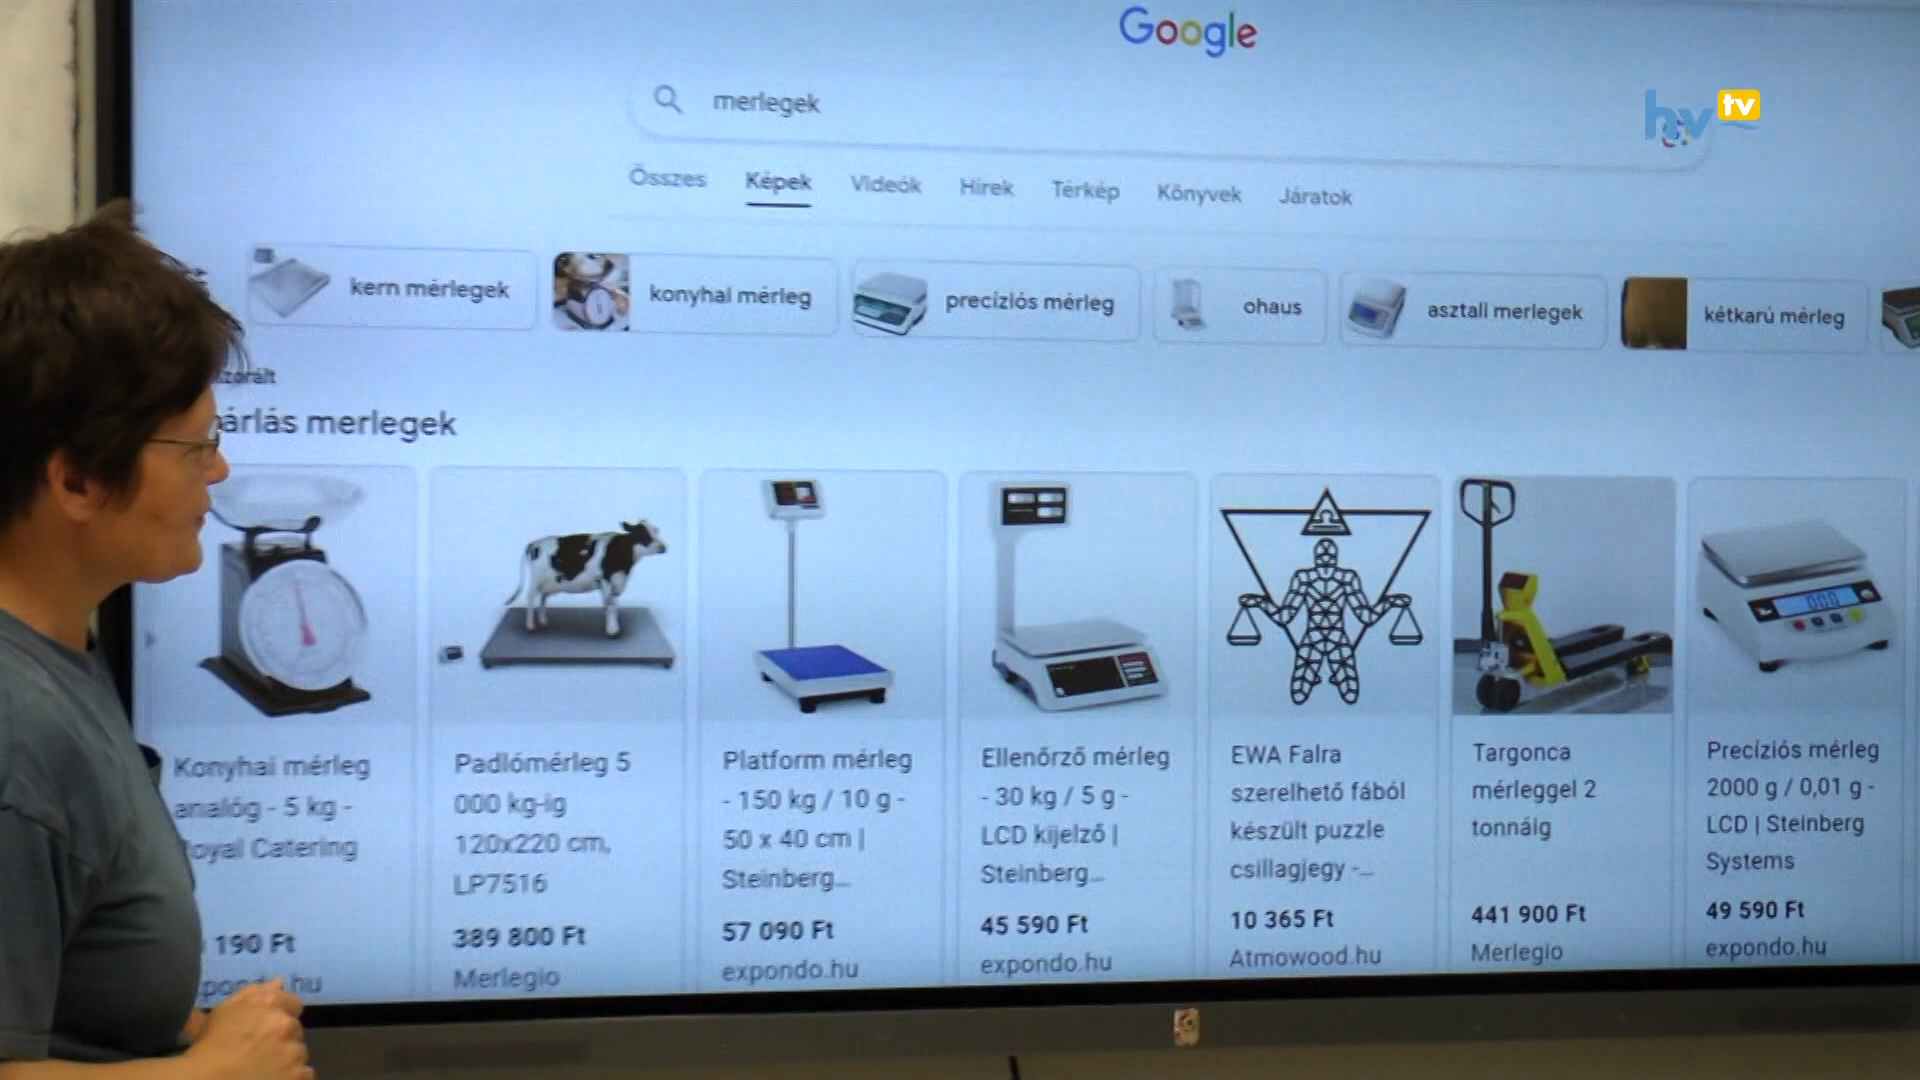 Google
merlegek
hv tv
Összes Képek Videók Hírek Térkép Könyvek Járatok
kern mérlegek
konyhai mérleg
precíziós mérleg
ohaus
asztali merlegek
kétkarú mérleg
merlegek
Konyhai mérleg
analóg - 5 kg -
Royal Catering
190 Ft
Padlómérleg 5
000 kg-ig
120x220 cm,
LP7516
389 800 Ft
Merlegio
Platform mérleg
- 150 kg / 10 g -
50 x 40 cm |
Steinberg...
57 090 Ft
expondo.hu
Ellenőrző mérleg
- 30 kg / 5 g -
LCD kijelző |
Steinberg...
45 590 Ft
expondo.hu
EWA Falra
szerelhető fából
készült puzzle
csillagjegy -...
10 365 Ft
Atmowood.hu
Targonca
mérleggel 2
tonnáig
441 900 Ft
Merlegio
000
Precíziós mérleg
2000 g / 0,01 g -
LCD | Steinberg
Systems
49 590 Ft
expondo.hu